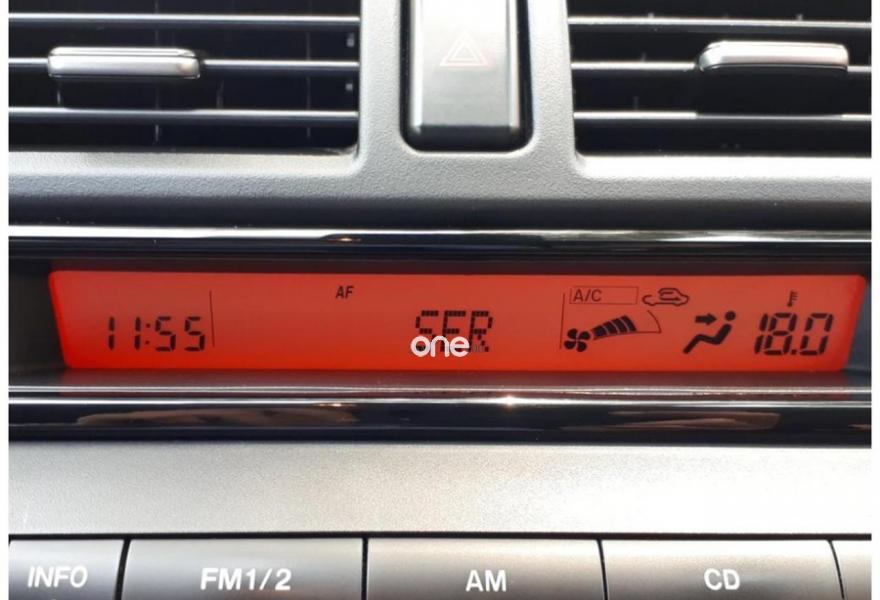 AF
A/C
11:55
SER
18.0
one
INFO
FM1/2
AM
CD